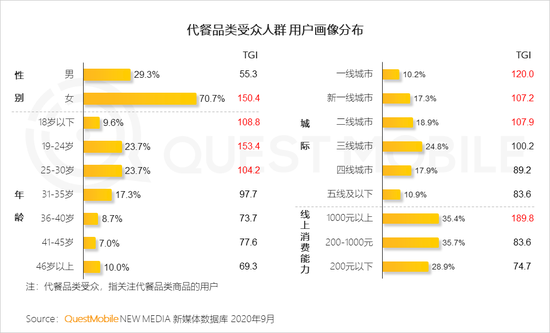 代餐品类受众人群 用户画像分布
TGI
性别
男 29.3% 55.3
女 70.7% 150.4
年龄
18岁以下 9.6% 108.8
19-24岁 23.7% 153.4
25-30岁 23.7% 104.2
31-35岁 17.3% 97.7
36-40岁 8.7% 73.7
41-45岁 7.0% 77.6
46岁以上 10.0% 69.3
TGI
城际
一线城市 10.2% 120.0
新一线城市 17.3% 107.2
二线城市 18.9% 107.9
三线城市 24.8% 100.2
四线城市 17.9% 89.2
五线及以下 10.9% 83.6
线上消费能力
1000元以上 35.4% 189.8
200-1000元 35.7% 83.6
200元以下 28.9% 74.7
注：代餐品类受众，指关注代餐品类商品的用户
Source：QuestMobile NEW MEDIA 新媒体数据库 2020年9月
QUESTMOBILE